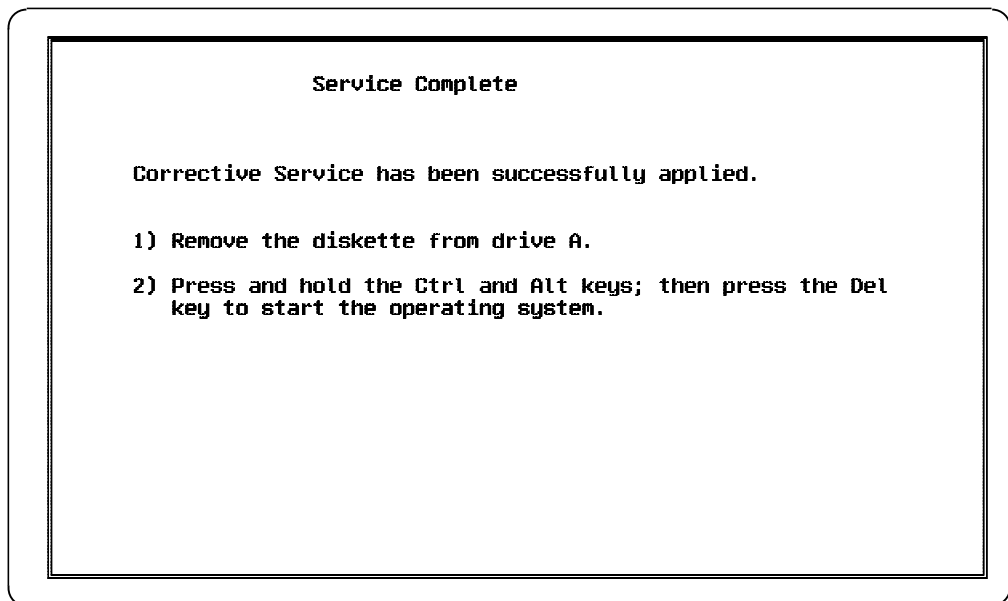 Service Complete
Corrective Service has been successfully applied.
1) Remove the diskette from drive A.
2) Press and hold the Ctrl and Alt keys; then press the Del
key to start the operating system.